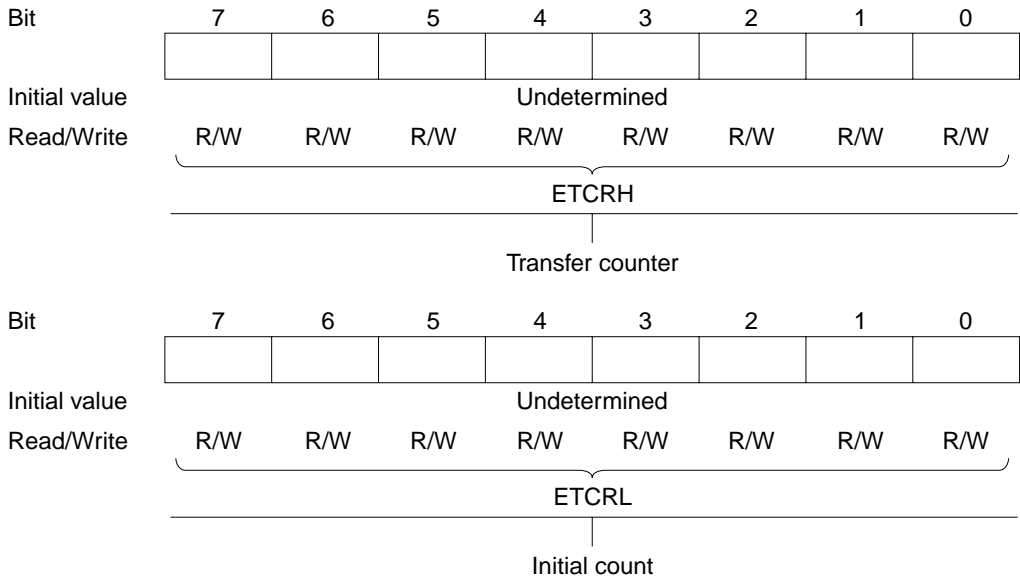 Bit 7 6 5 4 3 2 1 0
Initial value Undetermined
Read/Write R/W R/W R/W R/W R/W R/W R/W R/W
ETCRH
Transfer counter
Bit 7 6 5 4 3 2 1 0
Initial value Undetermined
Read/Write R/W R/W R/W R/W R/W R/W R/W R/W
ETCRL
Initial count